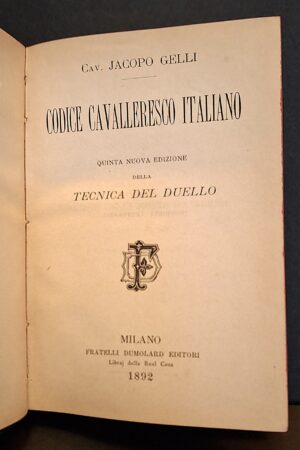 Cav. JACOPO GELLI
CODICE CAVALLERESCO ITALIANO
QUINTA NUOVA EDIZIONE
DELLA
TECNICA DEL DUELLO
MILANO
FRATELLI DUMOLARD EDITORI
Libraj della Real Casa
1892